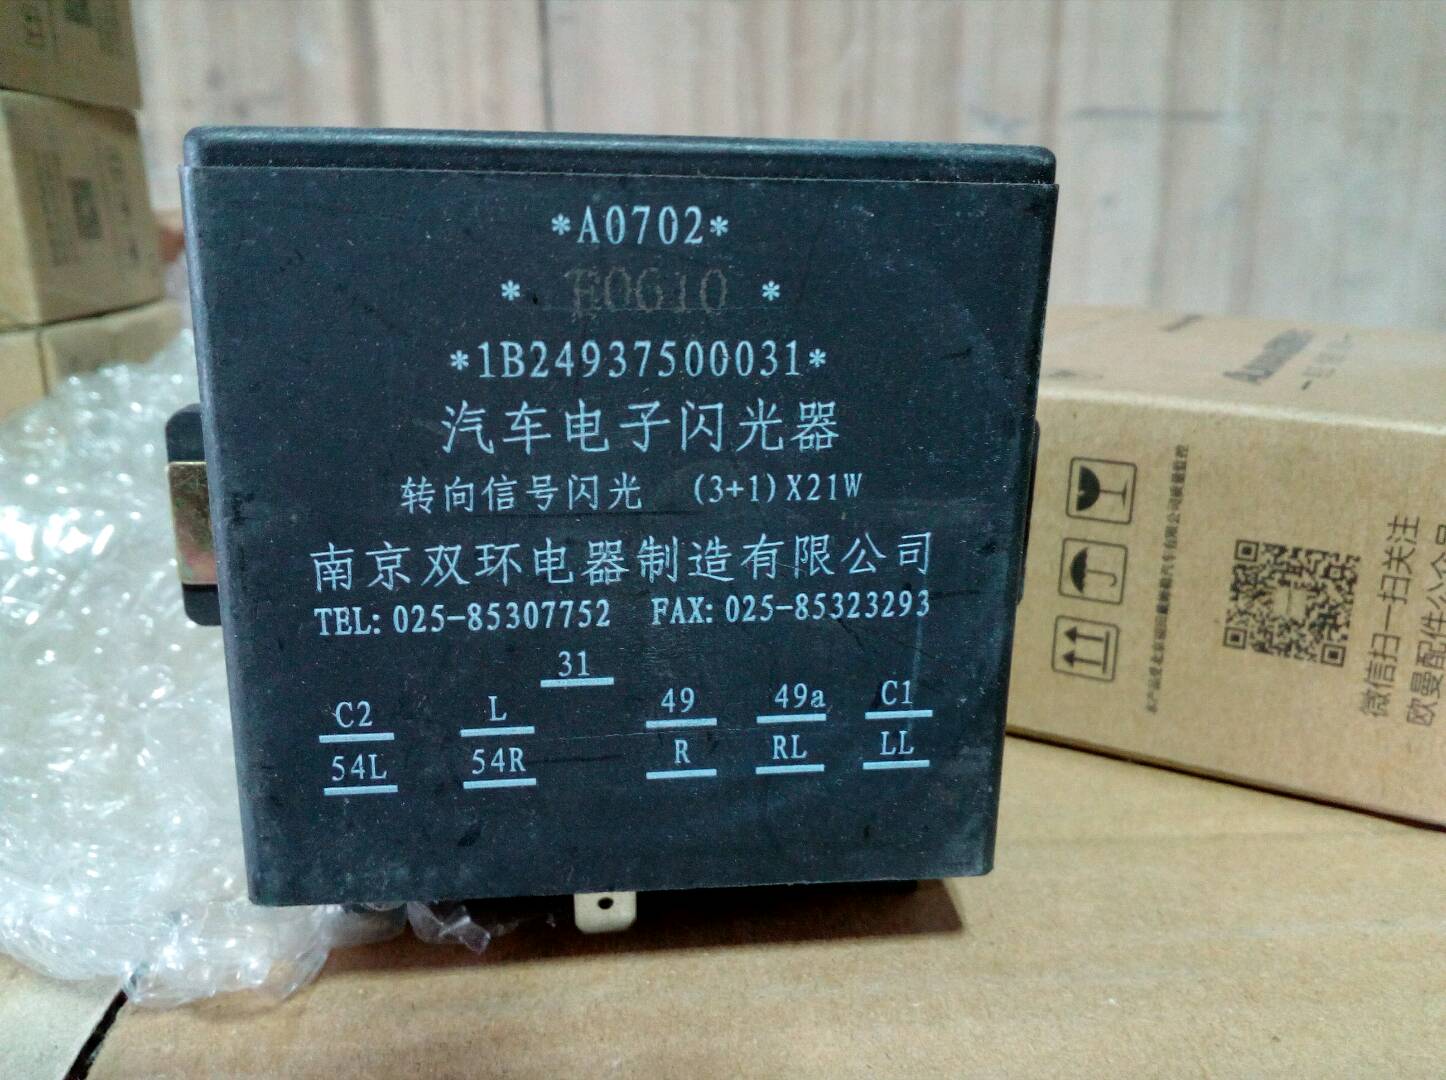 *A0702*
* E0610 *
*1B24937500031*
汽车电子闪光器
转向信号闪光 (3+1)X21W
南京双环电器制造有限公司
TEL: 025-85307752 FAX: 025-85323293
31
C2 L 49 49a C1
54L 54R R RL LL
微信扫一扫关注
欧曼配件公众号